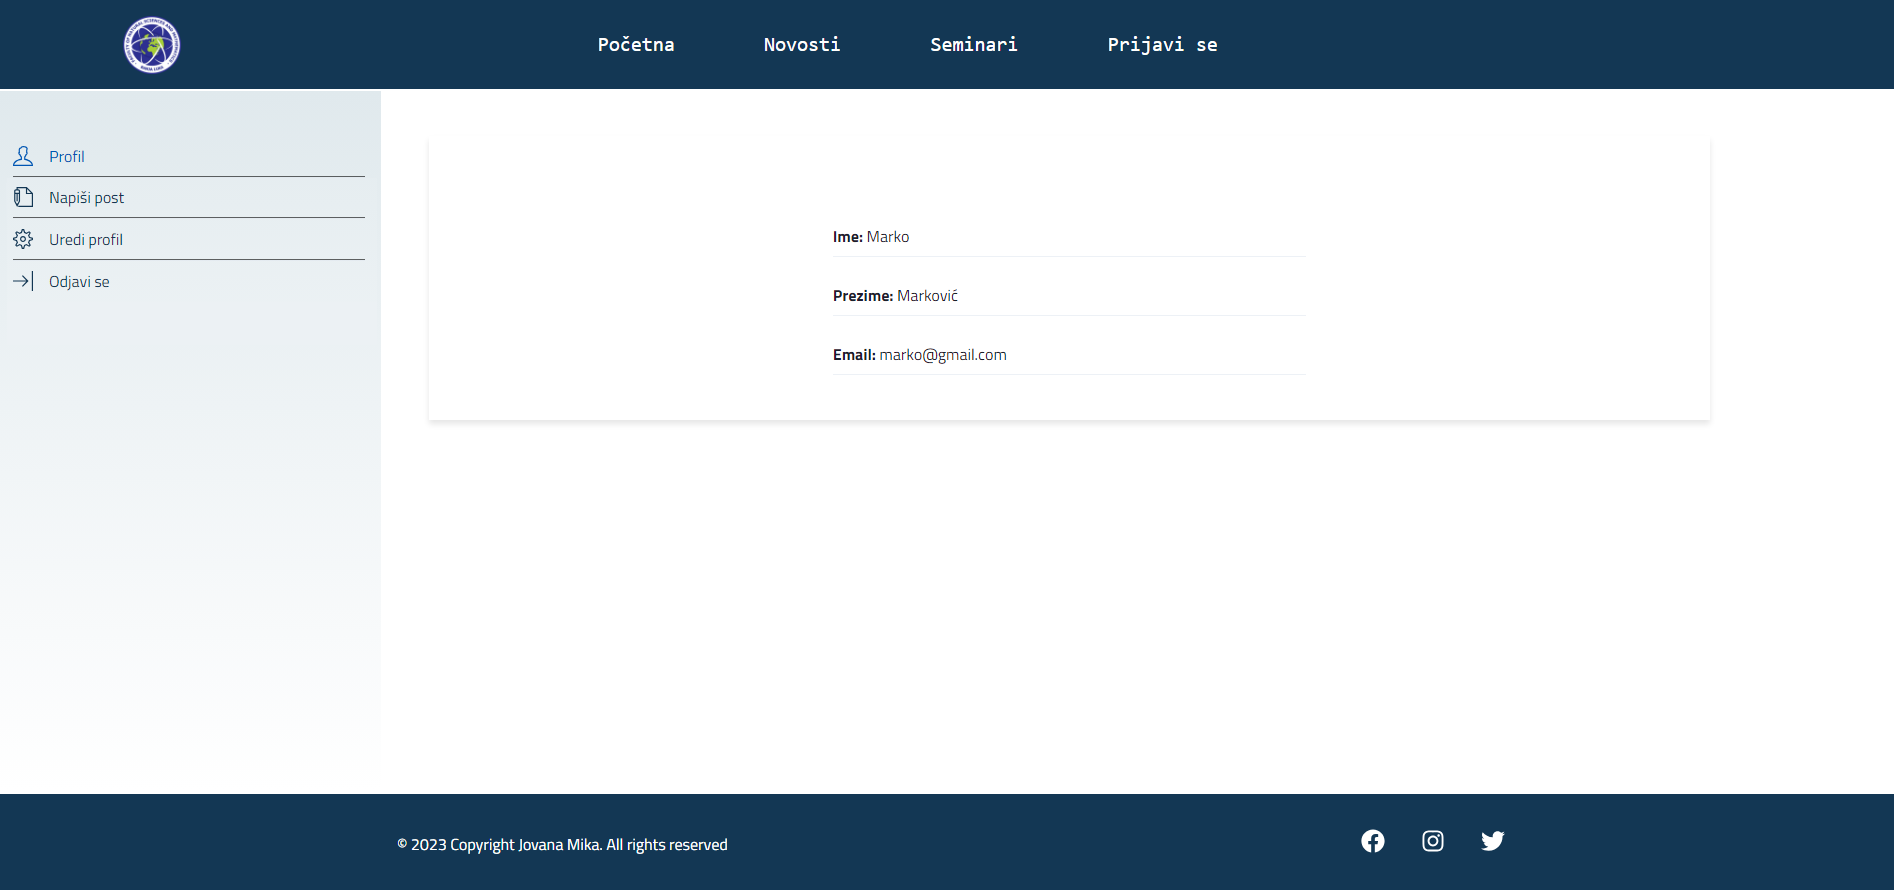 Početna Novosti Seminari Prijavi se
Profil
Napiši post
Uredi profil
Odjavi se
Ime: Marko
Prezime: Marković
Email: marko@gmail.com
© 2023 Copyright Jovana Mika. All rights reserved